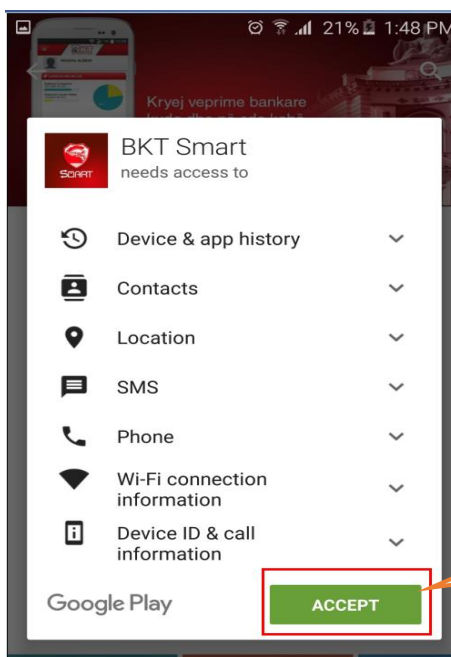 21% 1:48 PM
Kryej veprime bankare
BKT Smart
SMART
needs access to
Device & app history
Contacts
Location
SMS
Phone
Wi-Fi connection
information
Device ID & call
information
Google Play
ACCEPT